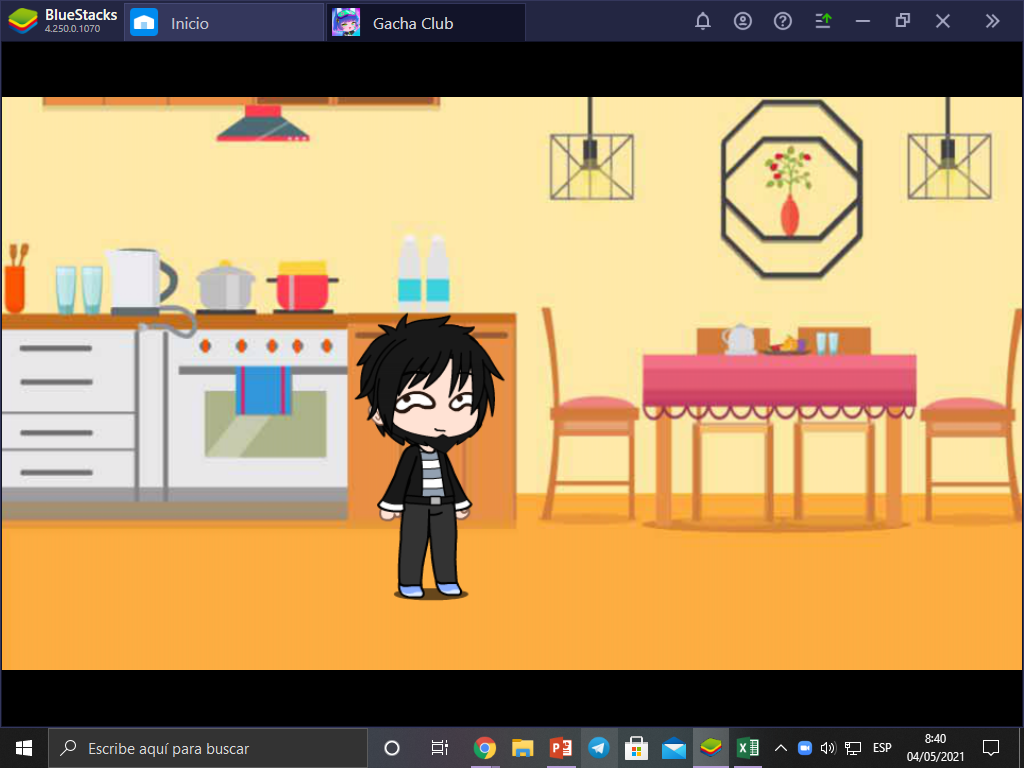 BlueStacks
4.250.0.1070
Inicio
Gacha Club
Escribe aquí para buscar
ESP
8:40
04/05/2021